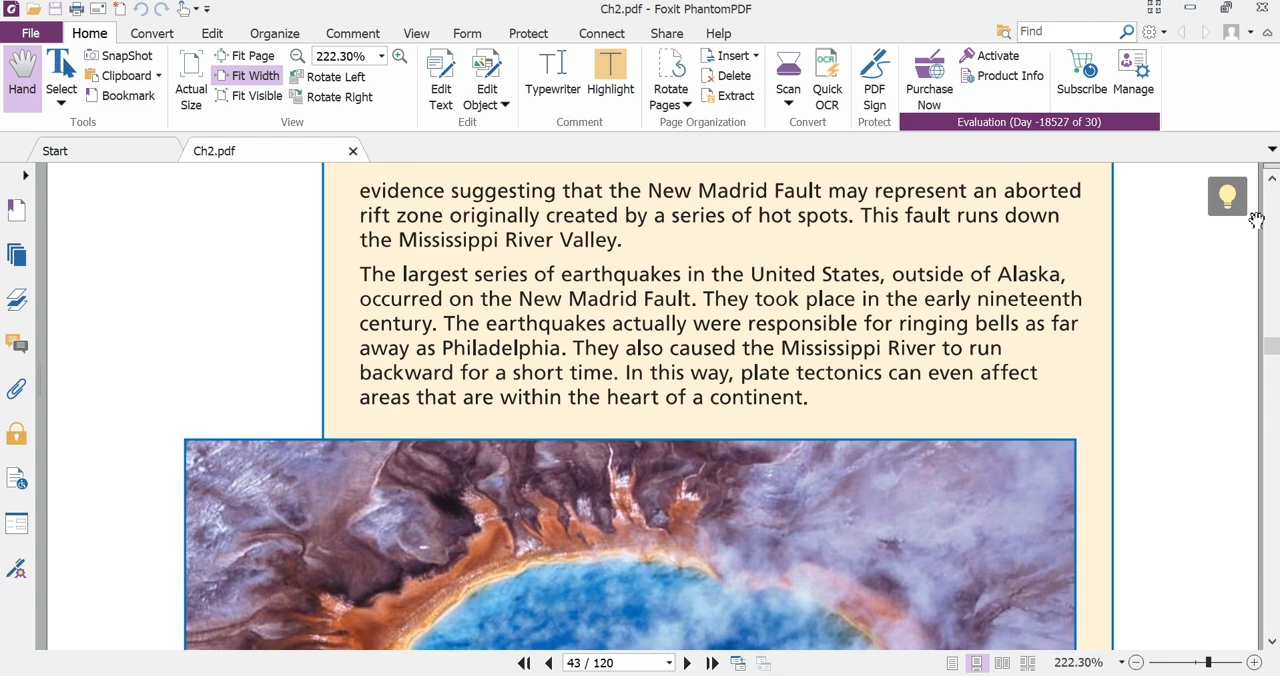 Ch2.pdf - Foxit PhantomPDF
File Home Convert Edit Organize Comment View Form Protect Connect Share Help Find
Hand
Select
SnapShot
Clipboard
Bookmark
Tools
Actual Size
Fit Page
Fit Width
Fit Visible
222.30%
Rotate Left
Rotate Right
View
Edit Text
Edit Object
Edit
Typewriter
Highlight
Comment
Rotate Pages
Insert
Delete
Extract
Page Organization
Scan
Quick OCR
OCR
Convert
PDF Sign
Protect
Purchase Now
Activate
Product Info
Subscribe
Manage
Evaluation (Day -18527 of 30)
Start
Ch2.pdf
evidence suggesting that the New Madrid Fault may represent an aborted
rift zone originally created by a series of hot spots. This fault runs down
the Mississippi River Valley.
The largest series of earthquakes in the United States, outside of Alaska,
occurred on the New Madrid Fault. They took place in the early nineteenth
century. The earthquakes actually were responsible for ringing bells as far
away as Philadelphia. They also caused the Mississippi River to run
backward for a short time. In this way, plate tectonics can even affect
areas that are within the heart of a continent.
43 / 120
222.30%